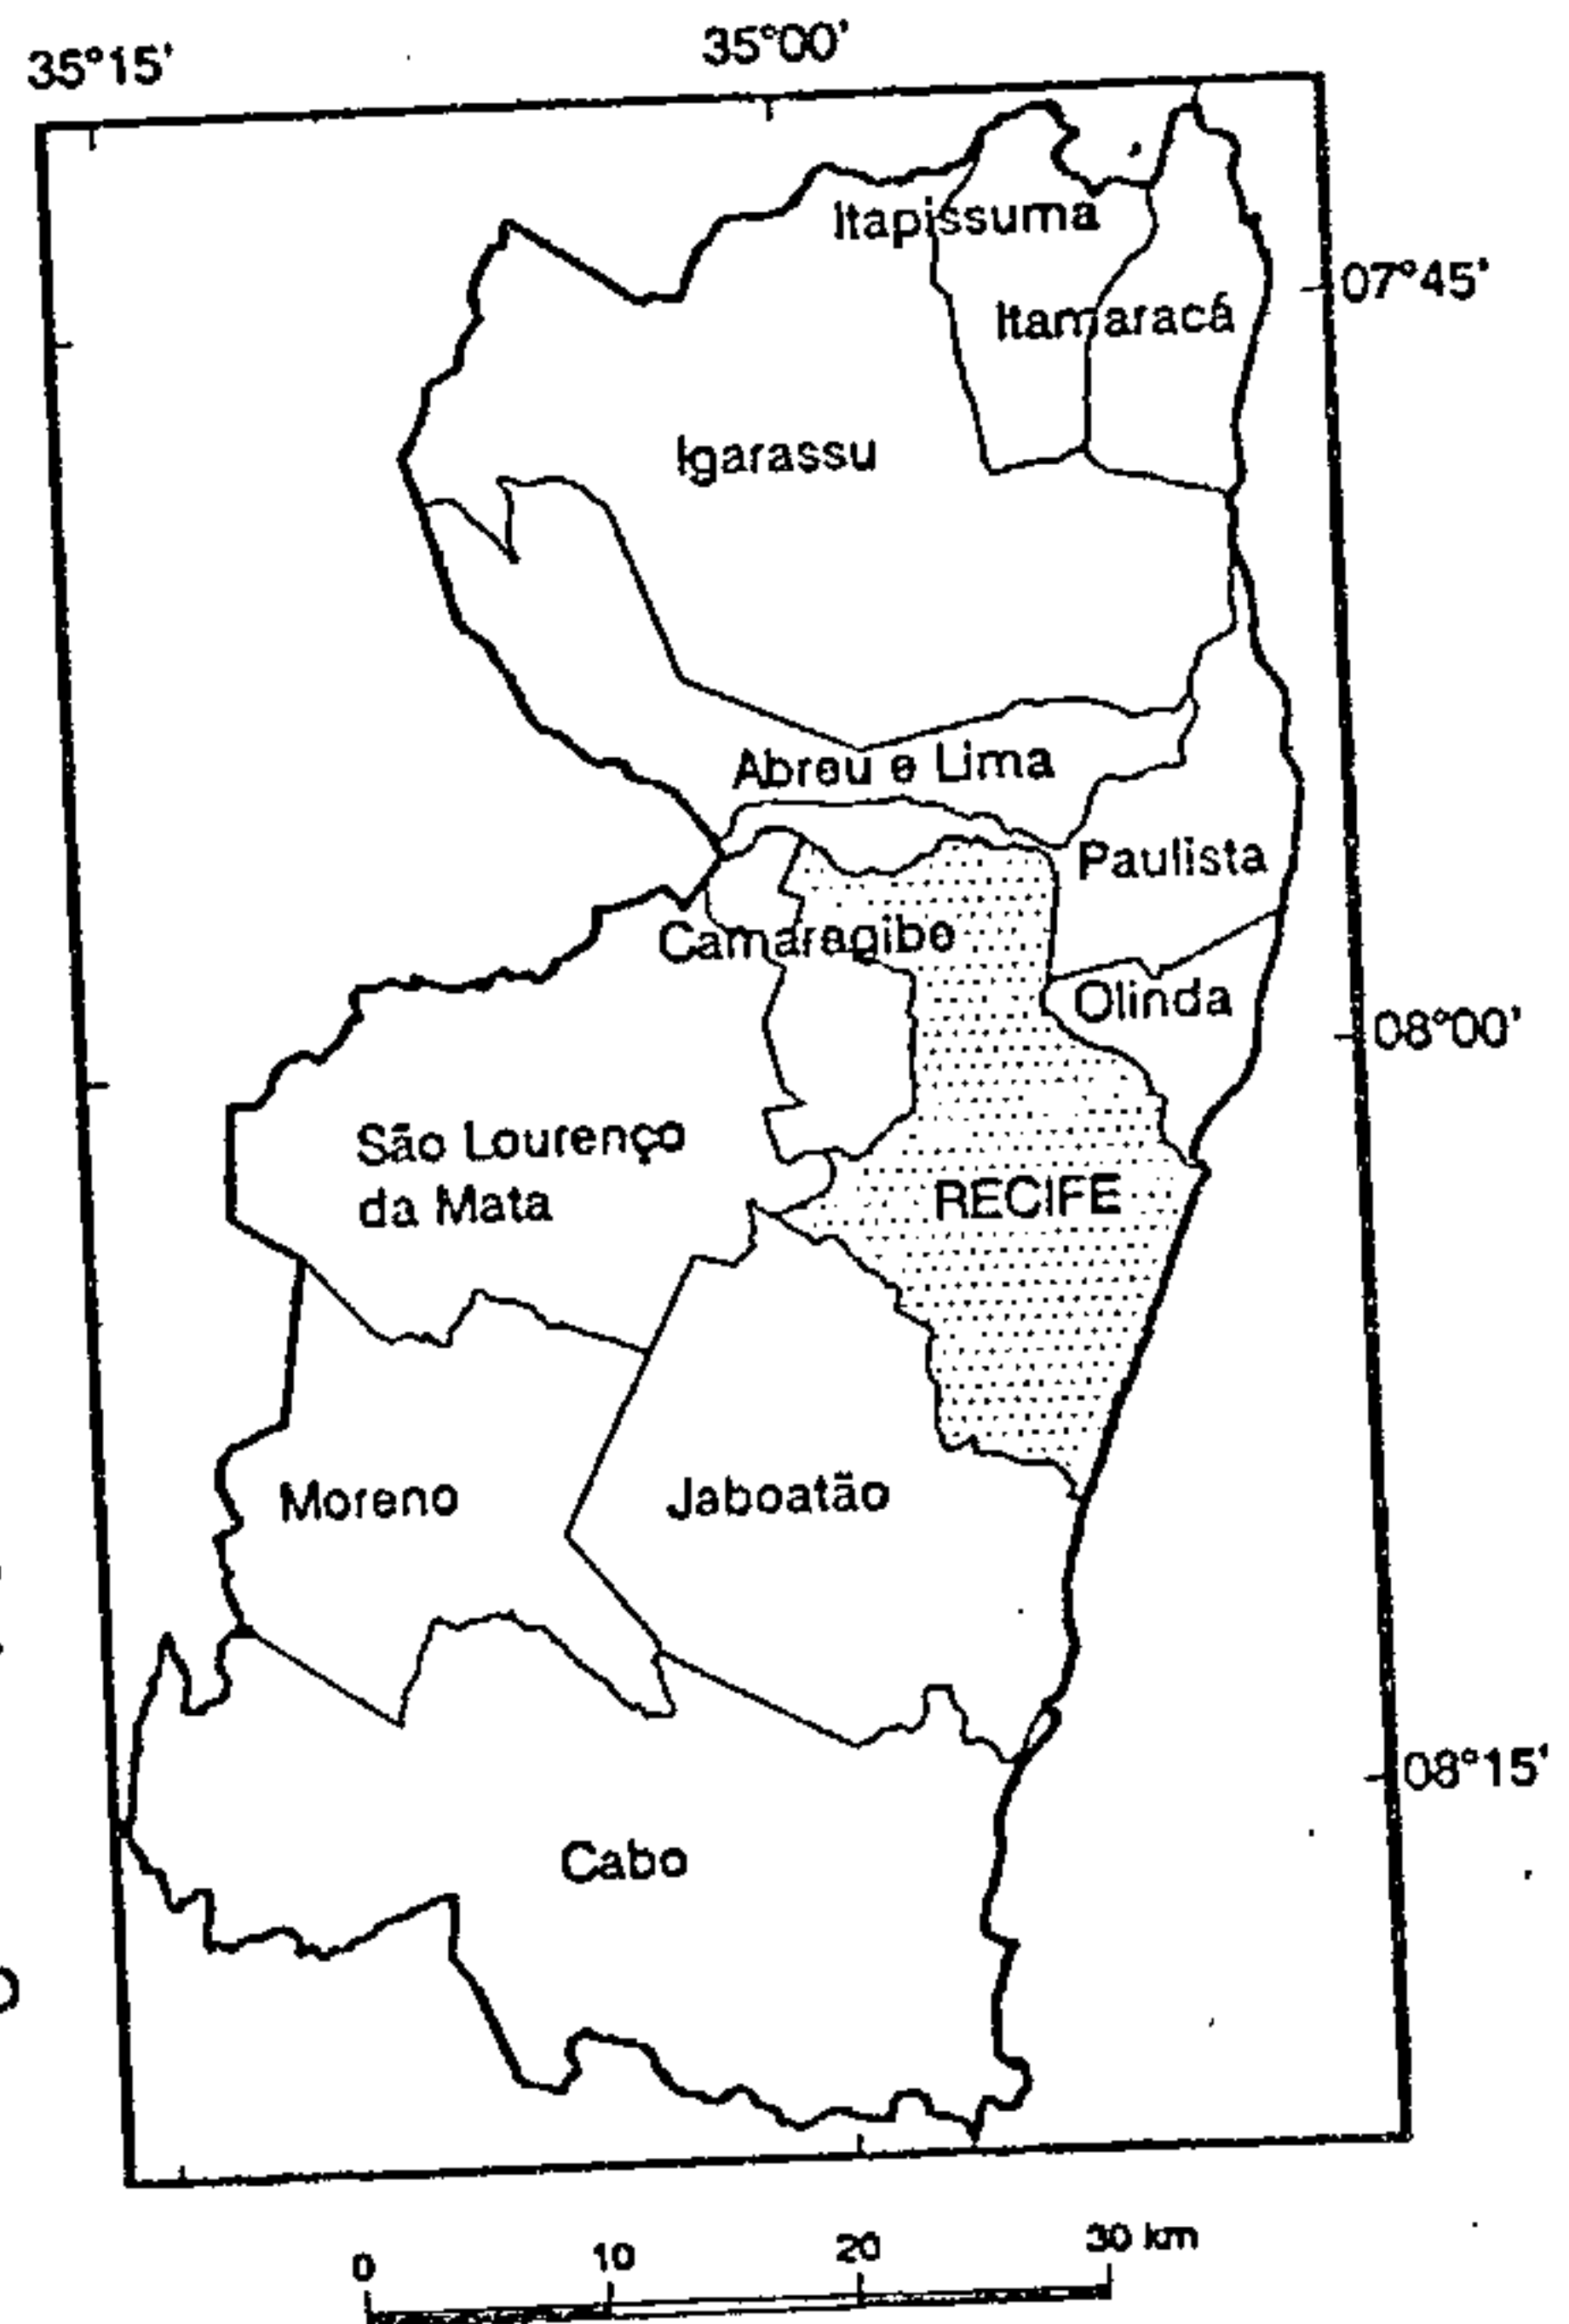 35°15'
35°00'
Itapissuma
07°45'
Itamaracá
Igarassu
Abreu e Lima
Paulista
Camaragibe
Olinda
08°00'
São Lourenço
da Mata
RECIFE
Moreno
Jaboatão
08°15'
Cabo
0 10 20 30 km